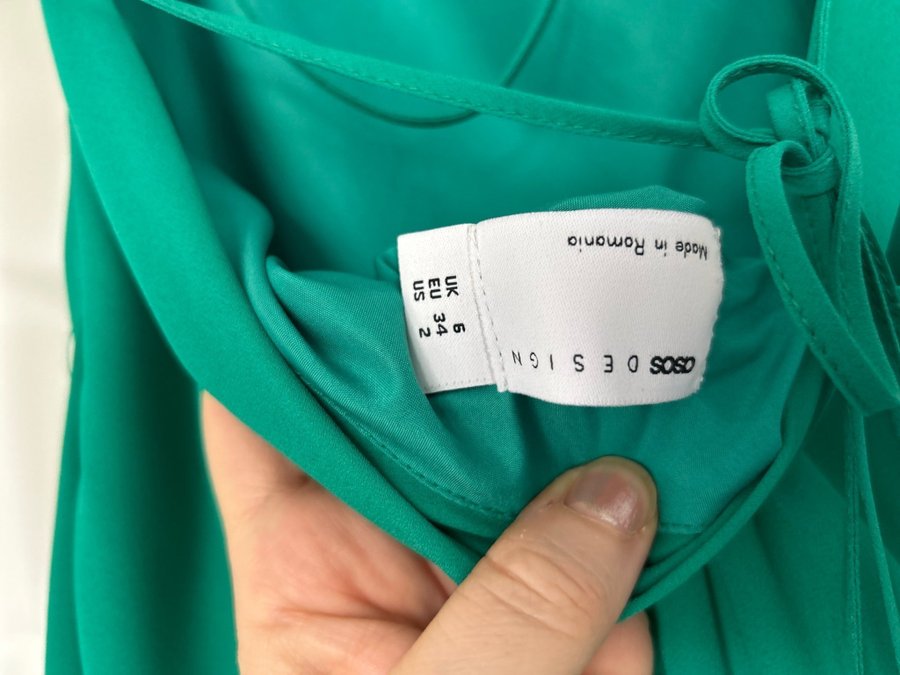 asos DESIGN
Made in Romania
UK 6
EU 34
US 2